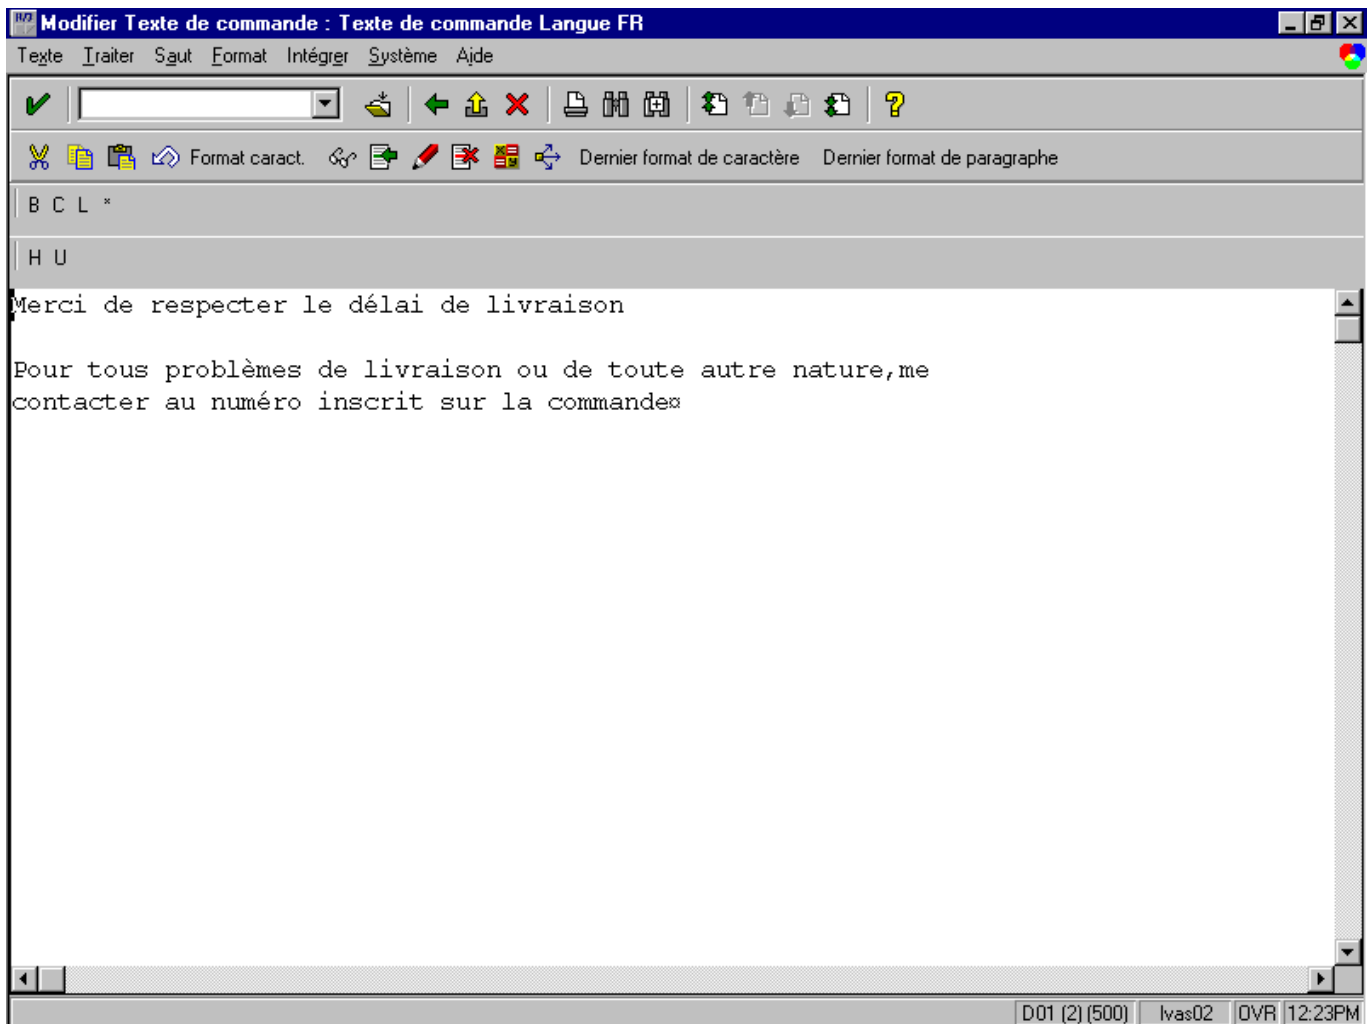 Modifier Texte de commande : Texte de commande Langue FR
Texte Traiter Saut Format Intégrer Système Aide
Format caract. Dernier format de caractère Dernier format de paragraphe
B C L *
H U
Merci de respecter le délai de livraison
Pour tous problèmes de livraison ou de toute autre nature,me
contacter au numéro inscrit sur la commande¤
D01 (2) (500) lvas02 OVR 12:23PM